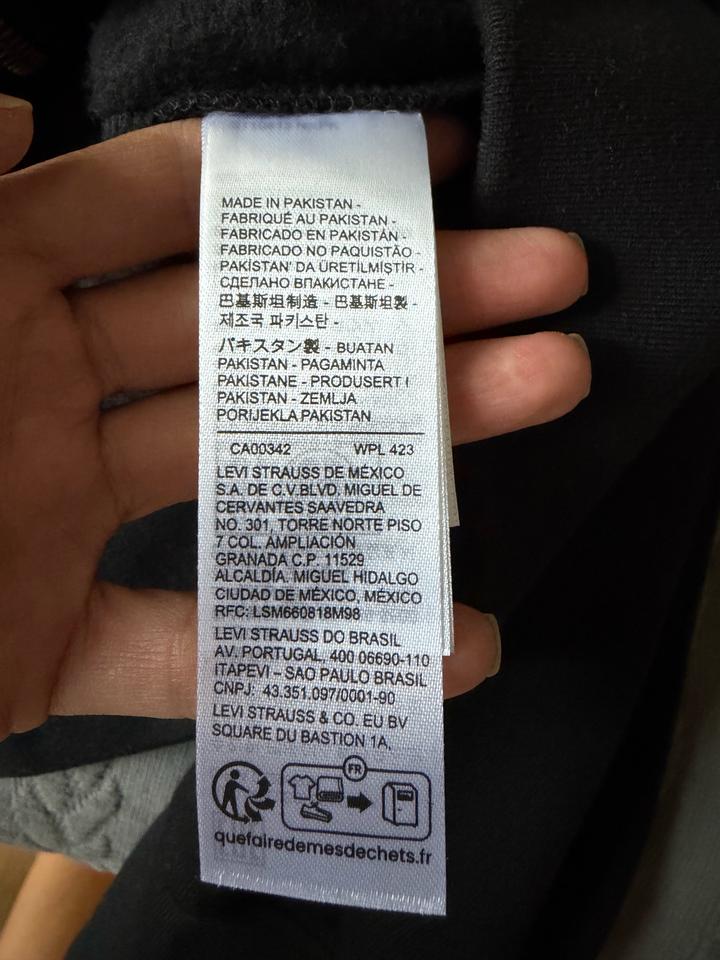 MADE IN PAKISTAN -
FABRIQUÉ AU PAKISTAN -
FABRICADO EN PAKISTÁN -
FABRICADO NO PAQUISTÃO -
PAKİSTAN' DA ÜRETİLMİŞTİR -
СДЕЛАНО ВПАКИСТАНЕ -
巴基斯坦制造 - 巴基斯坦製 -
제조국 파키스탄 -
パキスタン製 - BUATAN
PAKISTAN - PAGAMINTA
PAKISTANE - PRODUSERT I
PAKISTAN - ZEMLJA
PORIJEKLA PAKISTAN
CA00342 WPL 423
LEVI STRAUSS DE MÉXICO
S.A. DE C.V.BLVD. MIGUEL DE
CERVANTES SAAVEDRA
NO. 301, TORRE NORTE PISO
7 COL. AMPLIACIÓN
GRANADA C.P. 11529
ALCALDÍA. MIGUEL HIDALGO
CIUDAD DE MÉXICO, MÉXICO
RFC: LSM660818M98
LEVI STRAUSS DO BRASIL
AV. PORTUGAL, 400 06690-110
ITAPEVI – SAO PAULO BRASIL
CNPJ: 43.351.097/0001-90
LEVI STRAUSS & CO. EU BV
SQUARE DU BASTION 1A,
FR
quefairedemesdechets.fr